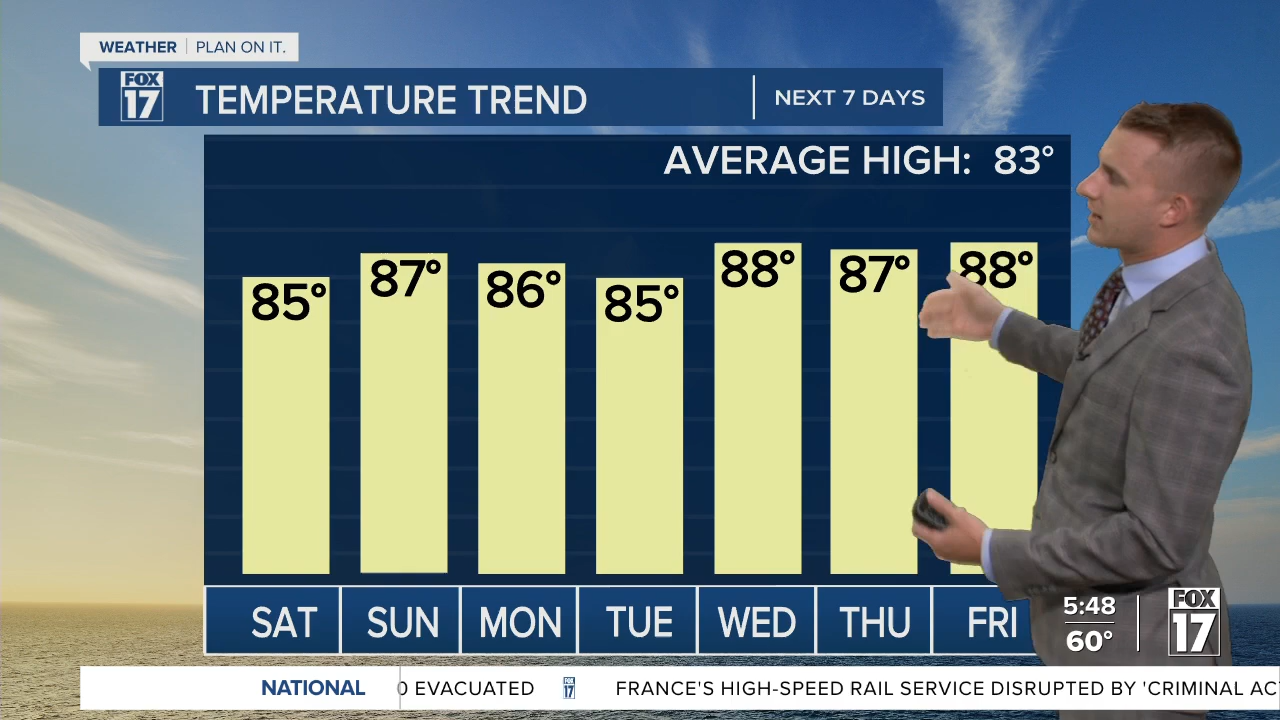 WEATHER | PLAN ON IT.
FOX 17 TEMPERATURE TREND | NEXT 7 DAYS
AVERAGE HIGH: 83°
85° 87° 86° 85° 88° 87° 88°
SAT SUN MON TUE WED THU FRI
5:48
60°
FOX 17
NATIONAL EVACUATED FOX 17 FRANCE'S HIGH-SPEED RAIL SERVICE DISRUPTED BY 'CRIMINAL